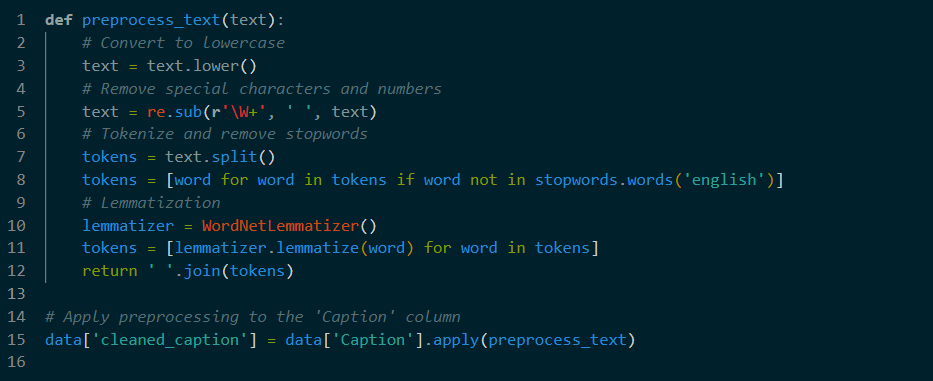 1 def preprocess_text(text):
2     # Convert to lowercase
3     text = text.lower()
4     # Remove special characters and numbers
5     text = re.sub(r'\W+', ' ', text)
6     # Tokenize and remove stopwords
7     tokens = text.split()
8     tokens = [word for word in tokens if word not in stopwords.words('english')]
9     # Lemmatization
10     lemmatizer = WordNetLemmatizer()
11     tokens = [lemmatizer.lemmatize(word) for word in tokens]
12     return ' '.join(tokens)
13
14 # Apply preprocessing to the 'Caption' column
15 data['cleaned_caption'] = data['Caption'].apply(preprocess_text)
16